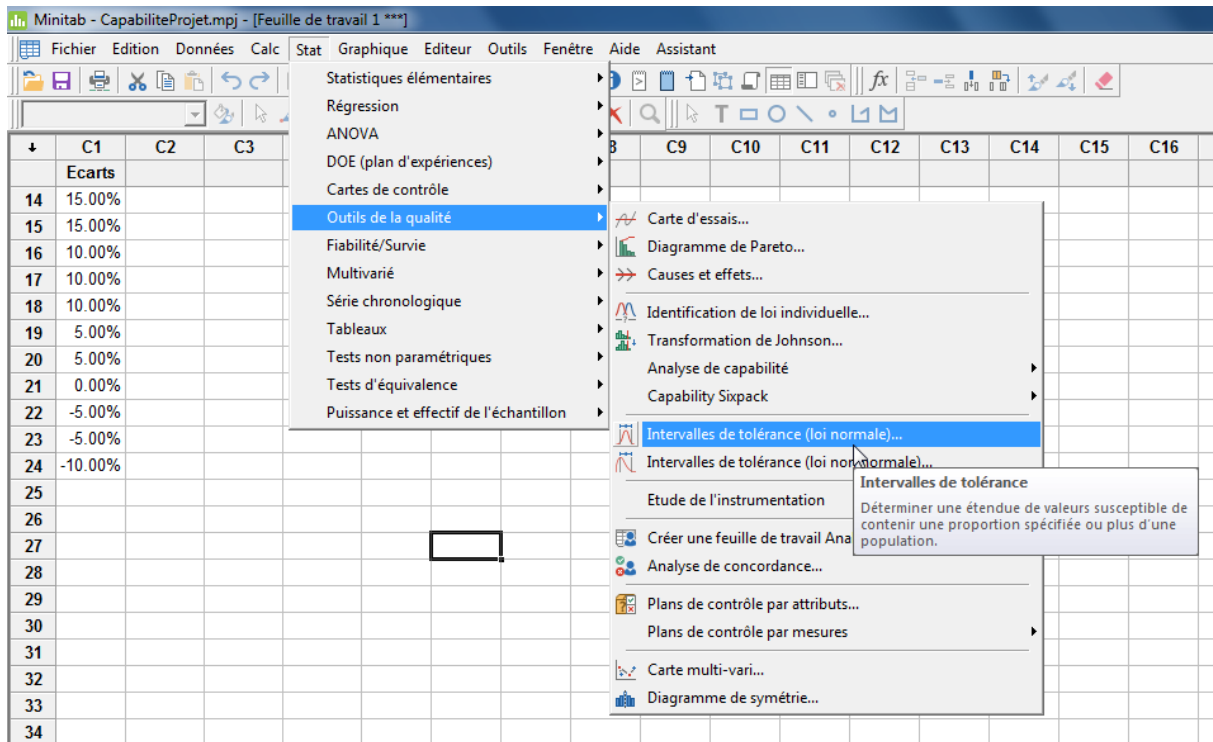 Minitab - CapabiliteProjet.mpj - [Feuille de travail 1 ***]
Fichier Edition Données Calc Stat Graphique Editeur Outils Fenêtre Aide Assistant
Statistiques élémentaires
Régression
ANOVA
DOE (plan d'expériences)
Cartes de contrôle
Outils de la qualité
Fiabilité/Survie
Multivarié
Série chronologique
Tableaux
Tests non paramétriques
Tests d'équivalence
Puissance et effectif de l'échantillon
Carte d'essais...
Diagramme de Pareto...
Causes et effets...
Identification de loi individuelle...
Transformation de Johnson...
Analyse de capabilité
Capability Sixpack
Intervalles de tolérance (loi normale)...
Intervalles de tolérance (loi non normale)...
Etude de l'instrumentation
Créer une feuille de travail Ana
Analyse de concordance...
Plans de contrôle par attributs...
Plans de contrôle par mesures
Carte multi-vari...
Diagramme de symétrie...
Intervalles de tolérance
Déterminer une étendue de valeurs susceptible de
contenir une proportion spécifiée ou plus d'une
population.
C1 C2 C3 C9 C10 C11 C12 C13 C14 C15 C16
Ecarts
14 15.00%
15 15.00%
16 10.00%
17 10.00%
18 10.00%
19 5.00%
20 5.00%
21 0.00%
22 -5.00%
23 -5.00%
24 -10.00%
25
26
27
28
29
30
31
32
33
34